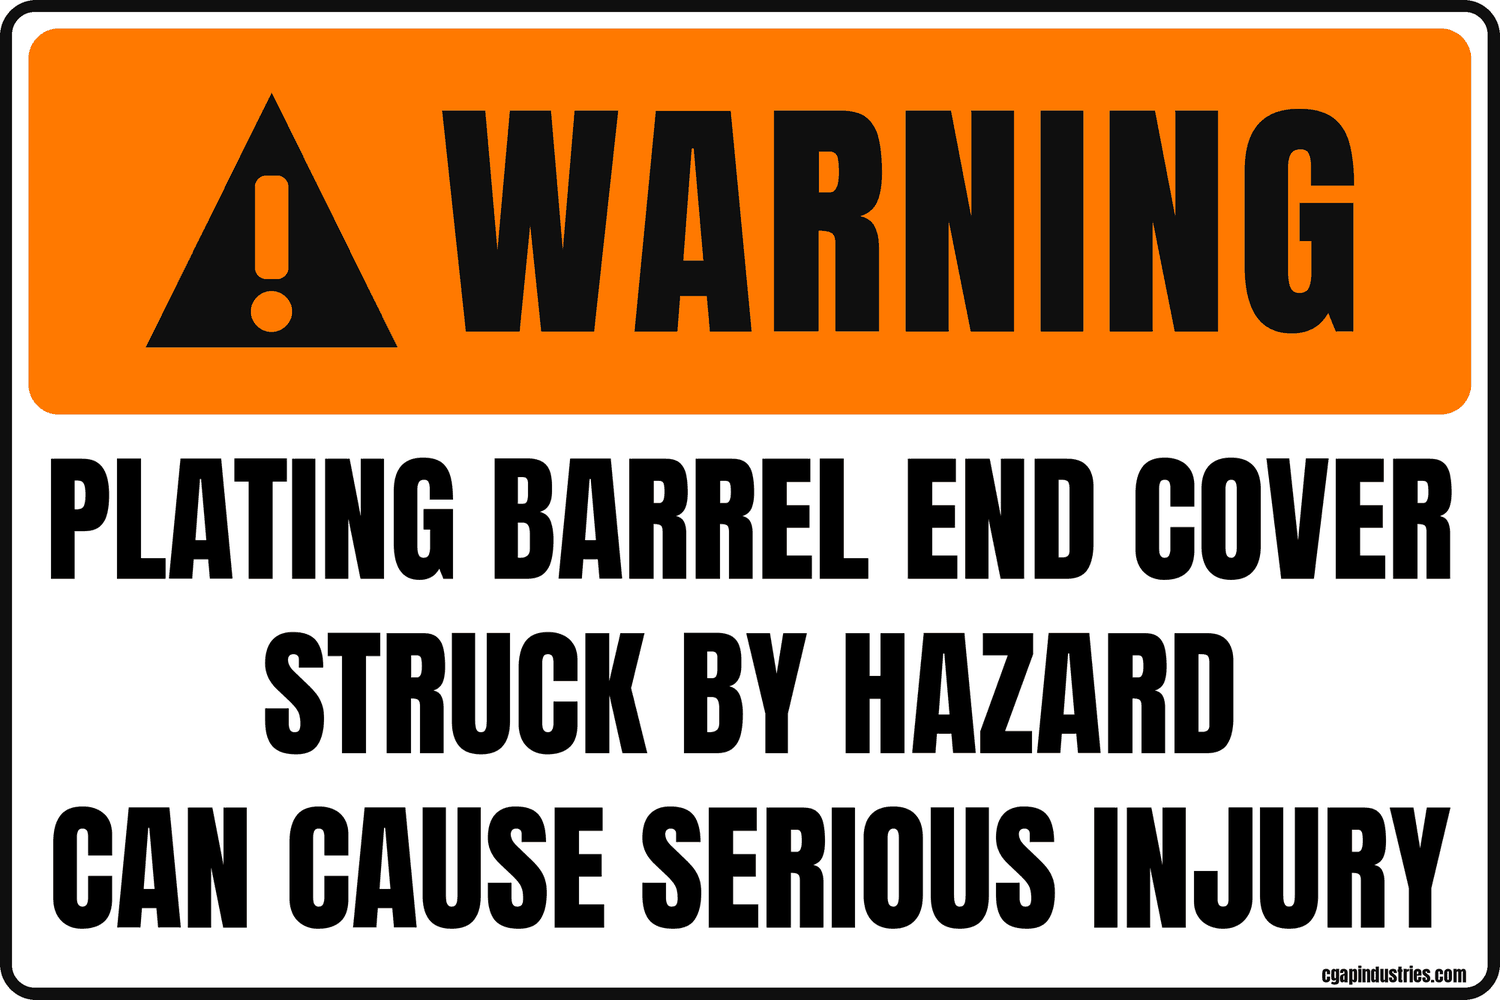 WARNING
PLATING BARREL END COVER
STRUCK BY HAZARD
CAN CAUSE SERIOUS INJURY
cgapindustries.com